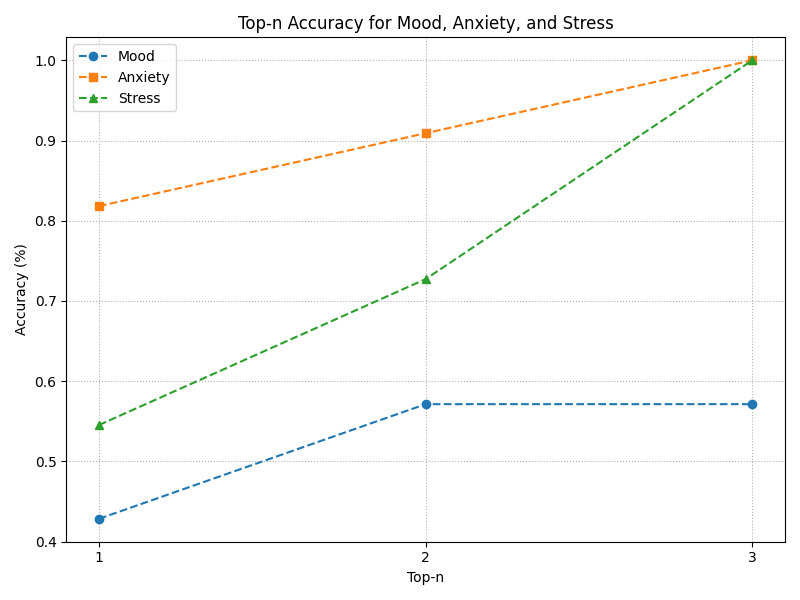 Top-n Accuracy for Mood, Anxiety, and Stress
Mood
Anxiety
Stress
Accuracy (%)
1.0
0.9
0.8
0.7
0.6
0.5
0.4
1 2 3
Top-n